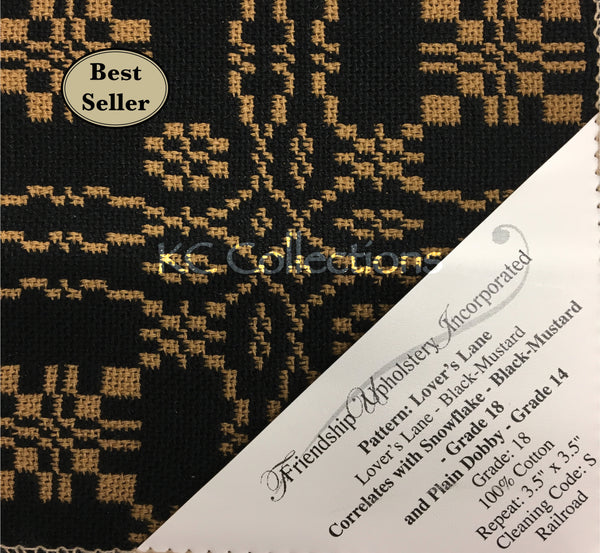 Best
Seller
KC Collections
Friendship Upholstery Incorporated
Pattern: Lover's Lane
Lover's Lane - Black-Mustard
Correlates with Snowflake - Black-Mustard
- Grade 18
and Plain Dobby - Grade 14
Grade: 18
100% Cotton
Repeat: 3.5" x 3.5"
Cleaning Code: S
Railroad